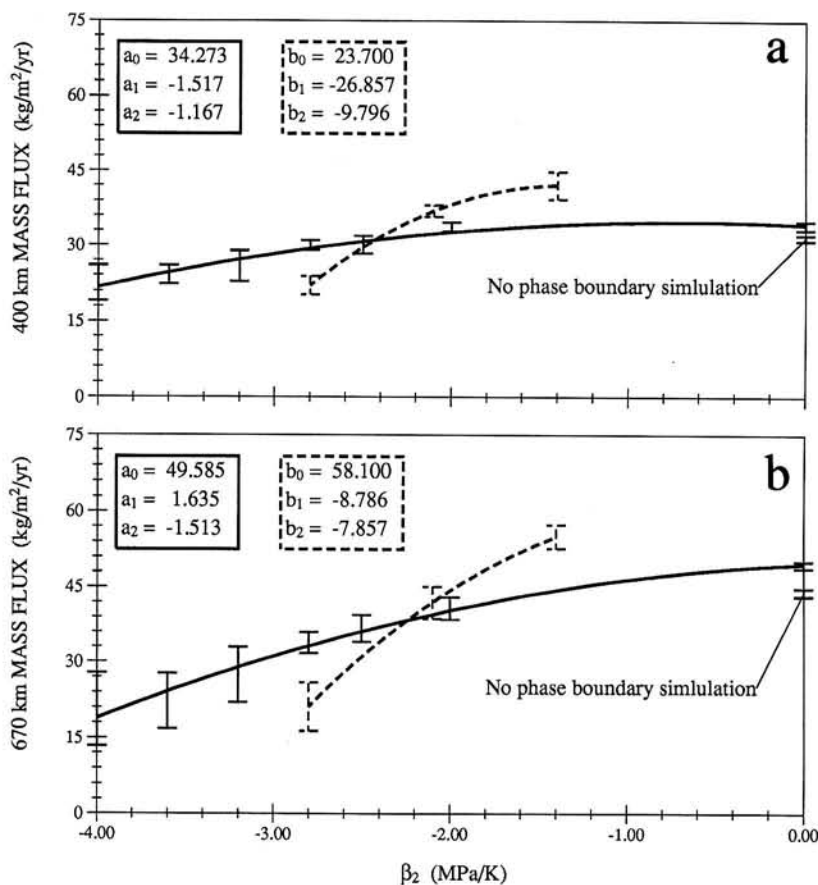 75
60
45
30
15
0
400 km MASS FLUX (kg/m²/yr)
a₀ = 34.273
a₁ = -1.517
a₂ = -1.167
b₀ = 23.700
b₁ = -26.857
b₂ = -9.796
a
No phase boundary simlulation
75
60
45
30
15
0
670 km MASS FLUX (kg/m²/yr)
a₀ = 49.585
a₁ = 1.635
a₂ = -1.513
b₀ = 58.100
b₁ = -8.786
b₂ = -7.857
b
No phase boundary simlulation
-4.00 -3.00 -2.00 -1.00 0.00
β₂ (MPa/K)